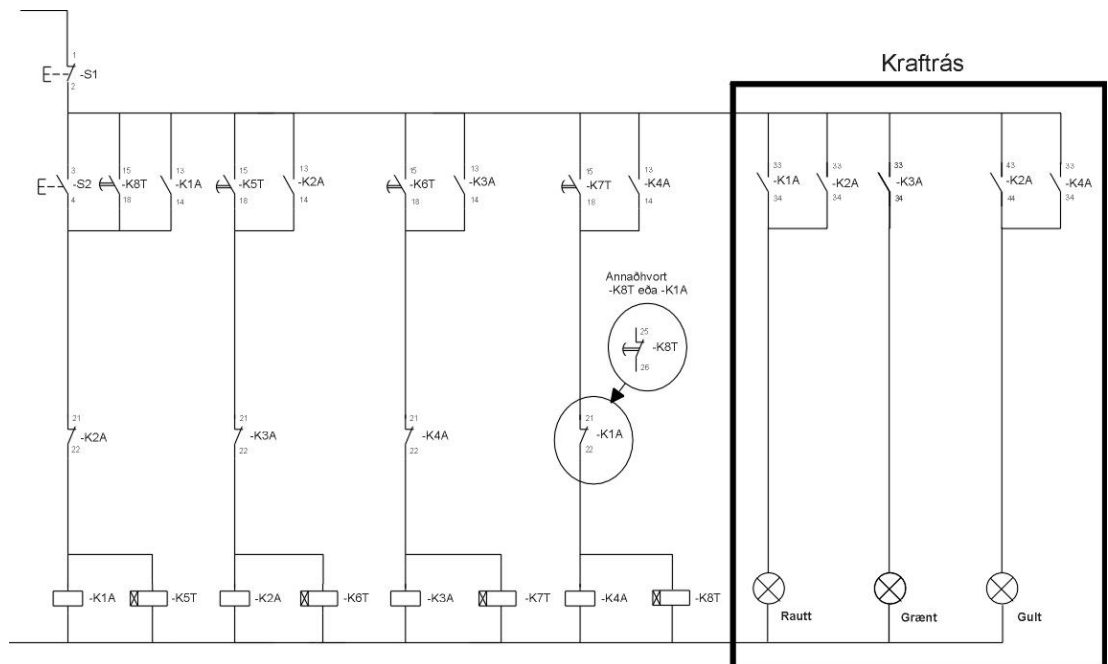 Kraftrás
1
-S1
2
3
-S2
4
15
-K8T
18
13
-K1A
14
15
-K5T
18
13
-K2A
14
15
-K6T
18
13
-K3A
14
15
-K7T
18
13
-K4A
14
33
-K1A
34
33
-K2A
34
33
-K3A
34
43
-K2A
44
33
-K4A
34
Annaðhvort
-K8T eða -K1A
25
-K8T
26
21
-K2A
22
21
-K3A
22
21
-K4A
22
21
-K1A
22
-K1A
-K5T
-K2A
-K6T
-K3A
-K7T
-K4A
-K8T
Rautt
Grænt
Gult